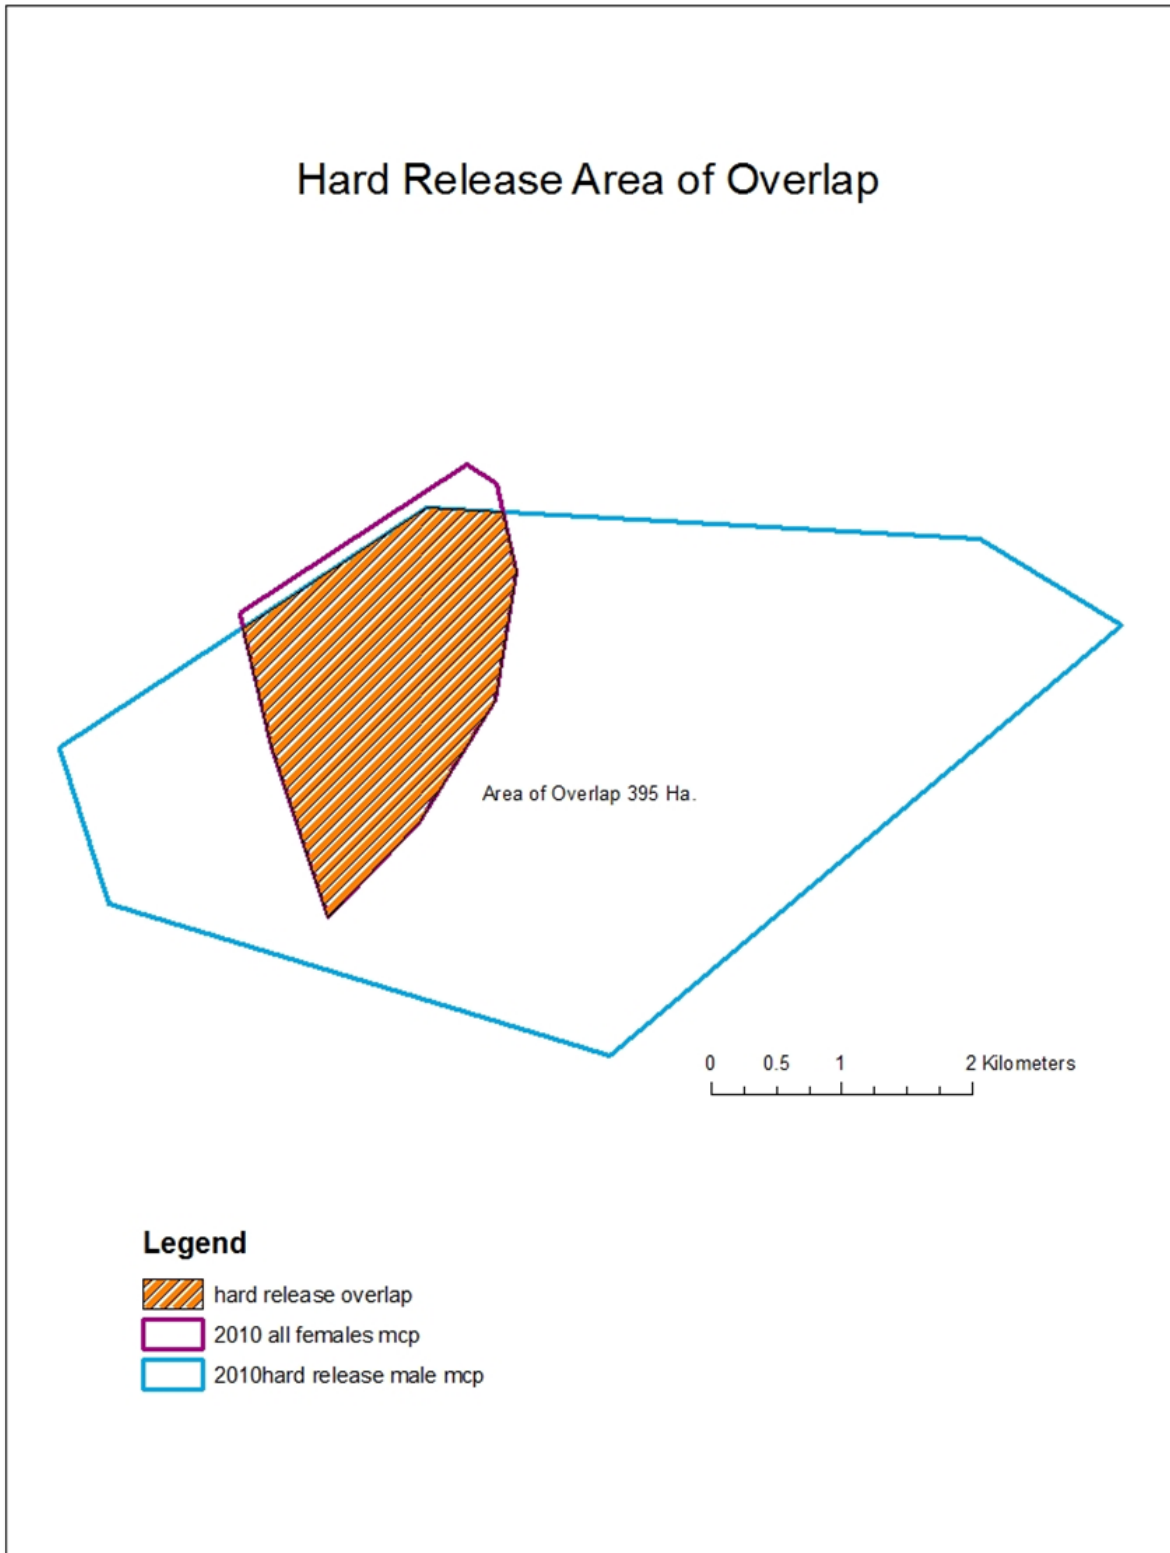 Hard Release Area of Overlap
Area of Overlap 395 Ha.
0 0.5 1 2 Kilometers
Legend
hard release overlap
2010 all females mcp
2010hard release male mcp